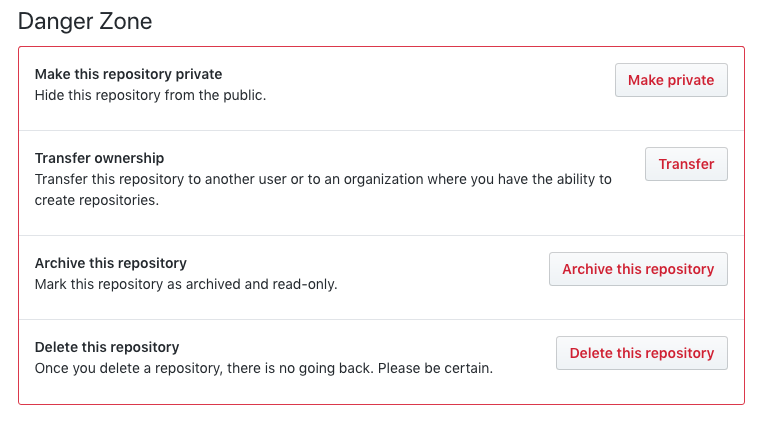 Danger Zone
Make this repository private
Hide this repository from the public.
Make private
Transfer ownership
Transfer this repository to another user or to an organization where you have the ability to
create repositories.
Transfer
Archive this repository
Mark this repository as archived and read-only.
Archive this repository
Delete this repository
Once you delete a repository, there is no going back. Please be certain.
Delete this repository